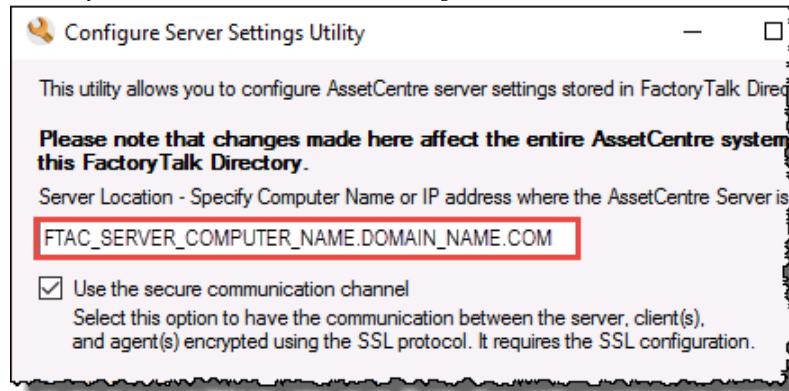 Configure Server Settings Utility
This utility allows you to configure AssetCentre server settings stored in FactoryTalk Direc
Please note that changes made here affect the entire AssetCentre system
this FactoryTalk Directory.
Server Location - Specify Computer Name or IP address where the AssetCentre Server is
FTAC_SERVER_COMPUTER_NAME.DOMAIN_NAME.COM
Use the secure communication channel
Select this option to have the communication between the server, client(s),
and agent(s) encrypted using the SSL protocol. It requires the SSL configuration.